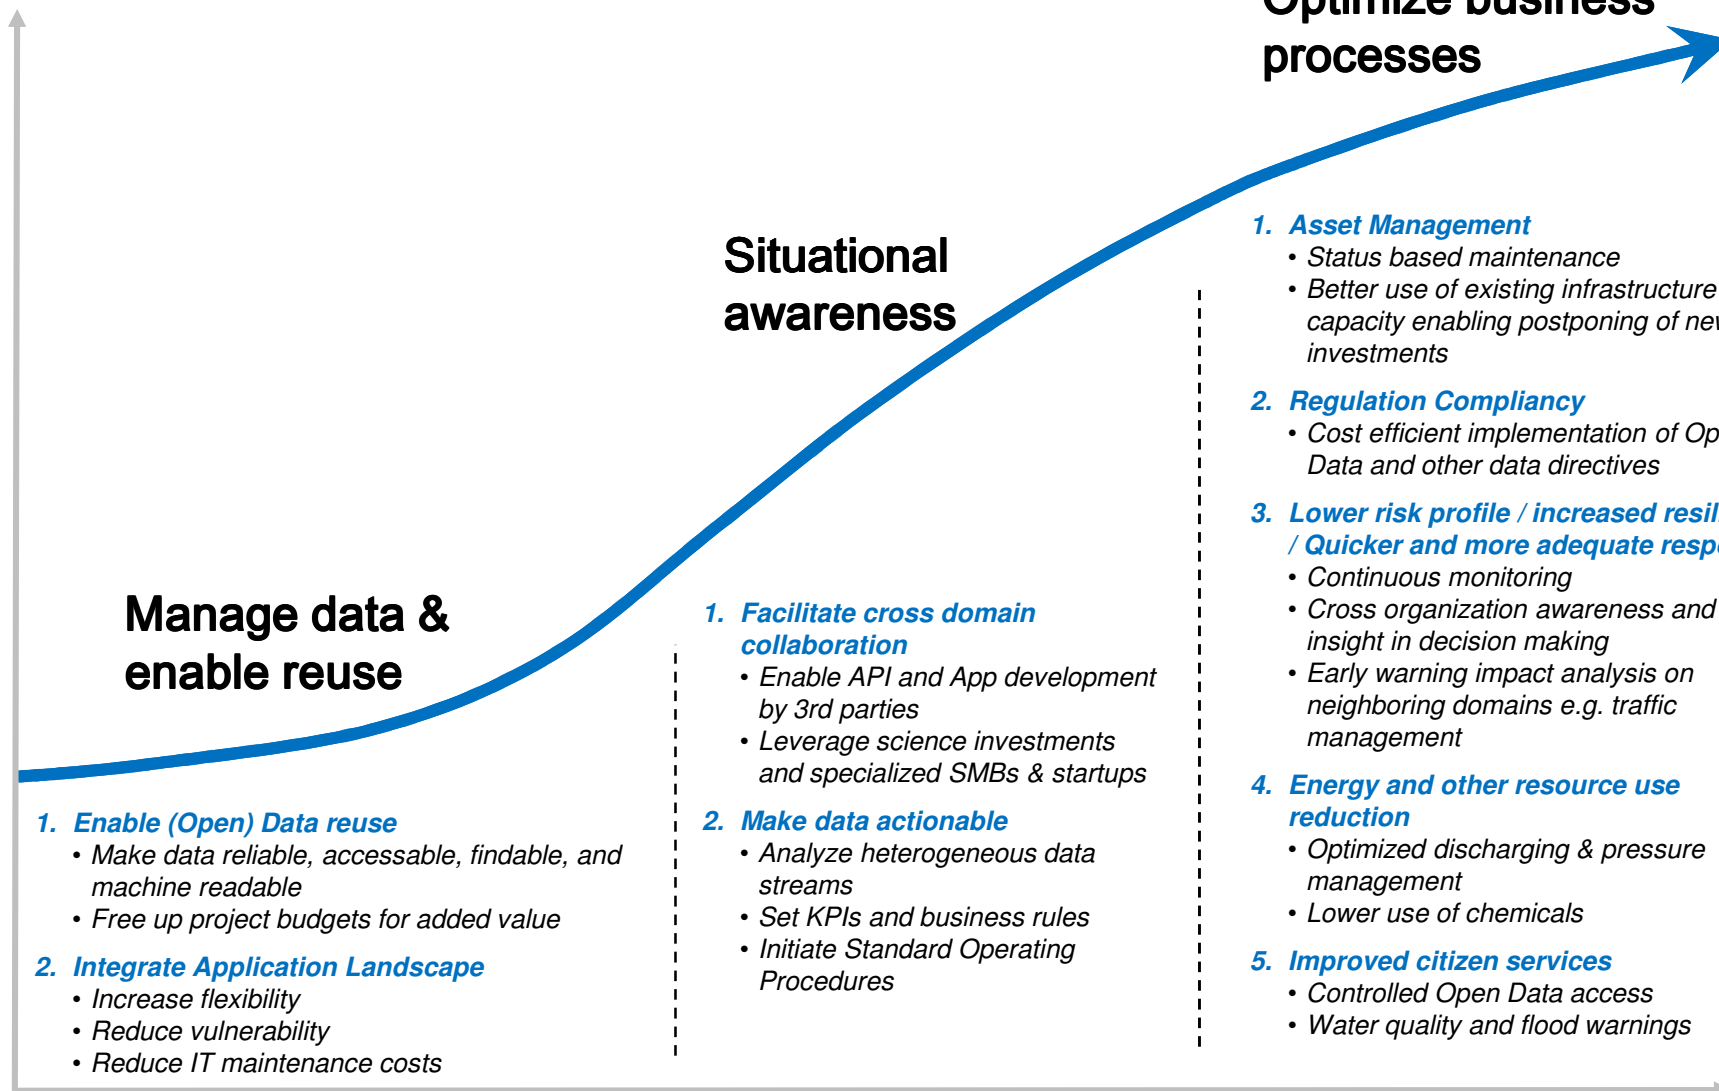 Optimize business
processes
Situational
awareness
Manage data &
enable reuse
1. Enable (Open) Data reuse
• Make data reliable, accessable, findable, and
machine readable
• Free up project budgets for added value
2. Integrate Application Landscape
• Increase flexibility
• Reduce vulnerability
• Reduce IT maintenance costs
1. Facilitate cross domain
collaboration
• Enable API and App development
by 3rd parties
• Leverage science investments
and specialized SMBs & startups
2. Make data actionable
• Analyze heterogeneous data
streams
• Set KPIs and business rules
• Initiate Standard Operating
Procedures
1. Asset Management
• Status based maintenance
• Better use of existing infrastructure
capacity enabling postponing of
investments
2. Regulation Compliancy
• Cost efficient implementation of
Data and other data directives
3. Lower risk profile / increased
/ Quicker and more adequate
• Continuous monitoring
• Cross organization awareness and
insight in decision making
• Early warning impact analysis on
neighboring domains e.g. traffic
management
4. Energy and other resource use
reduction
• Optimized discharging & pressure
management
• Lower use of chemicals
5. Improved citizen services
• Controlled Open Data access
• Water quality and flood warnings